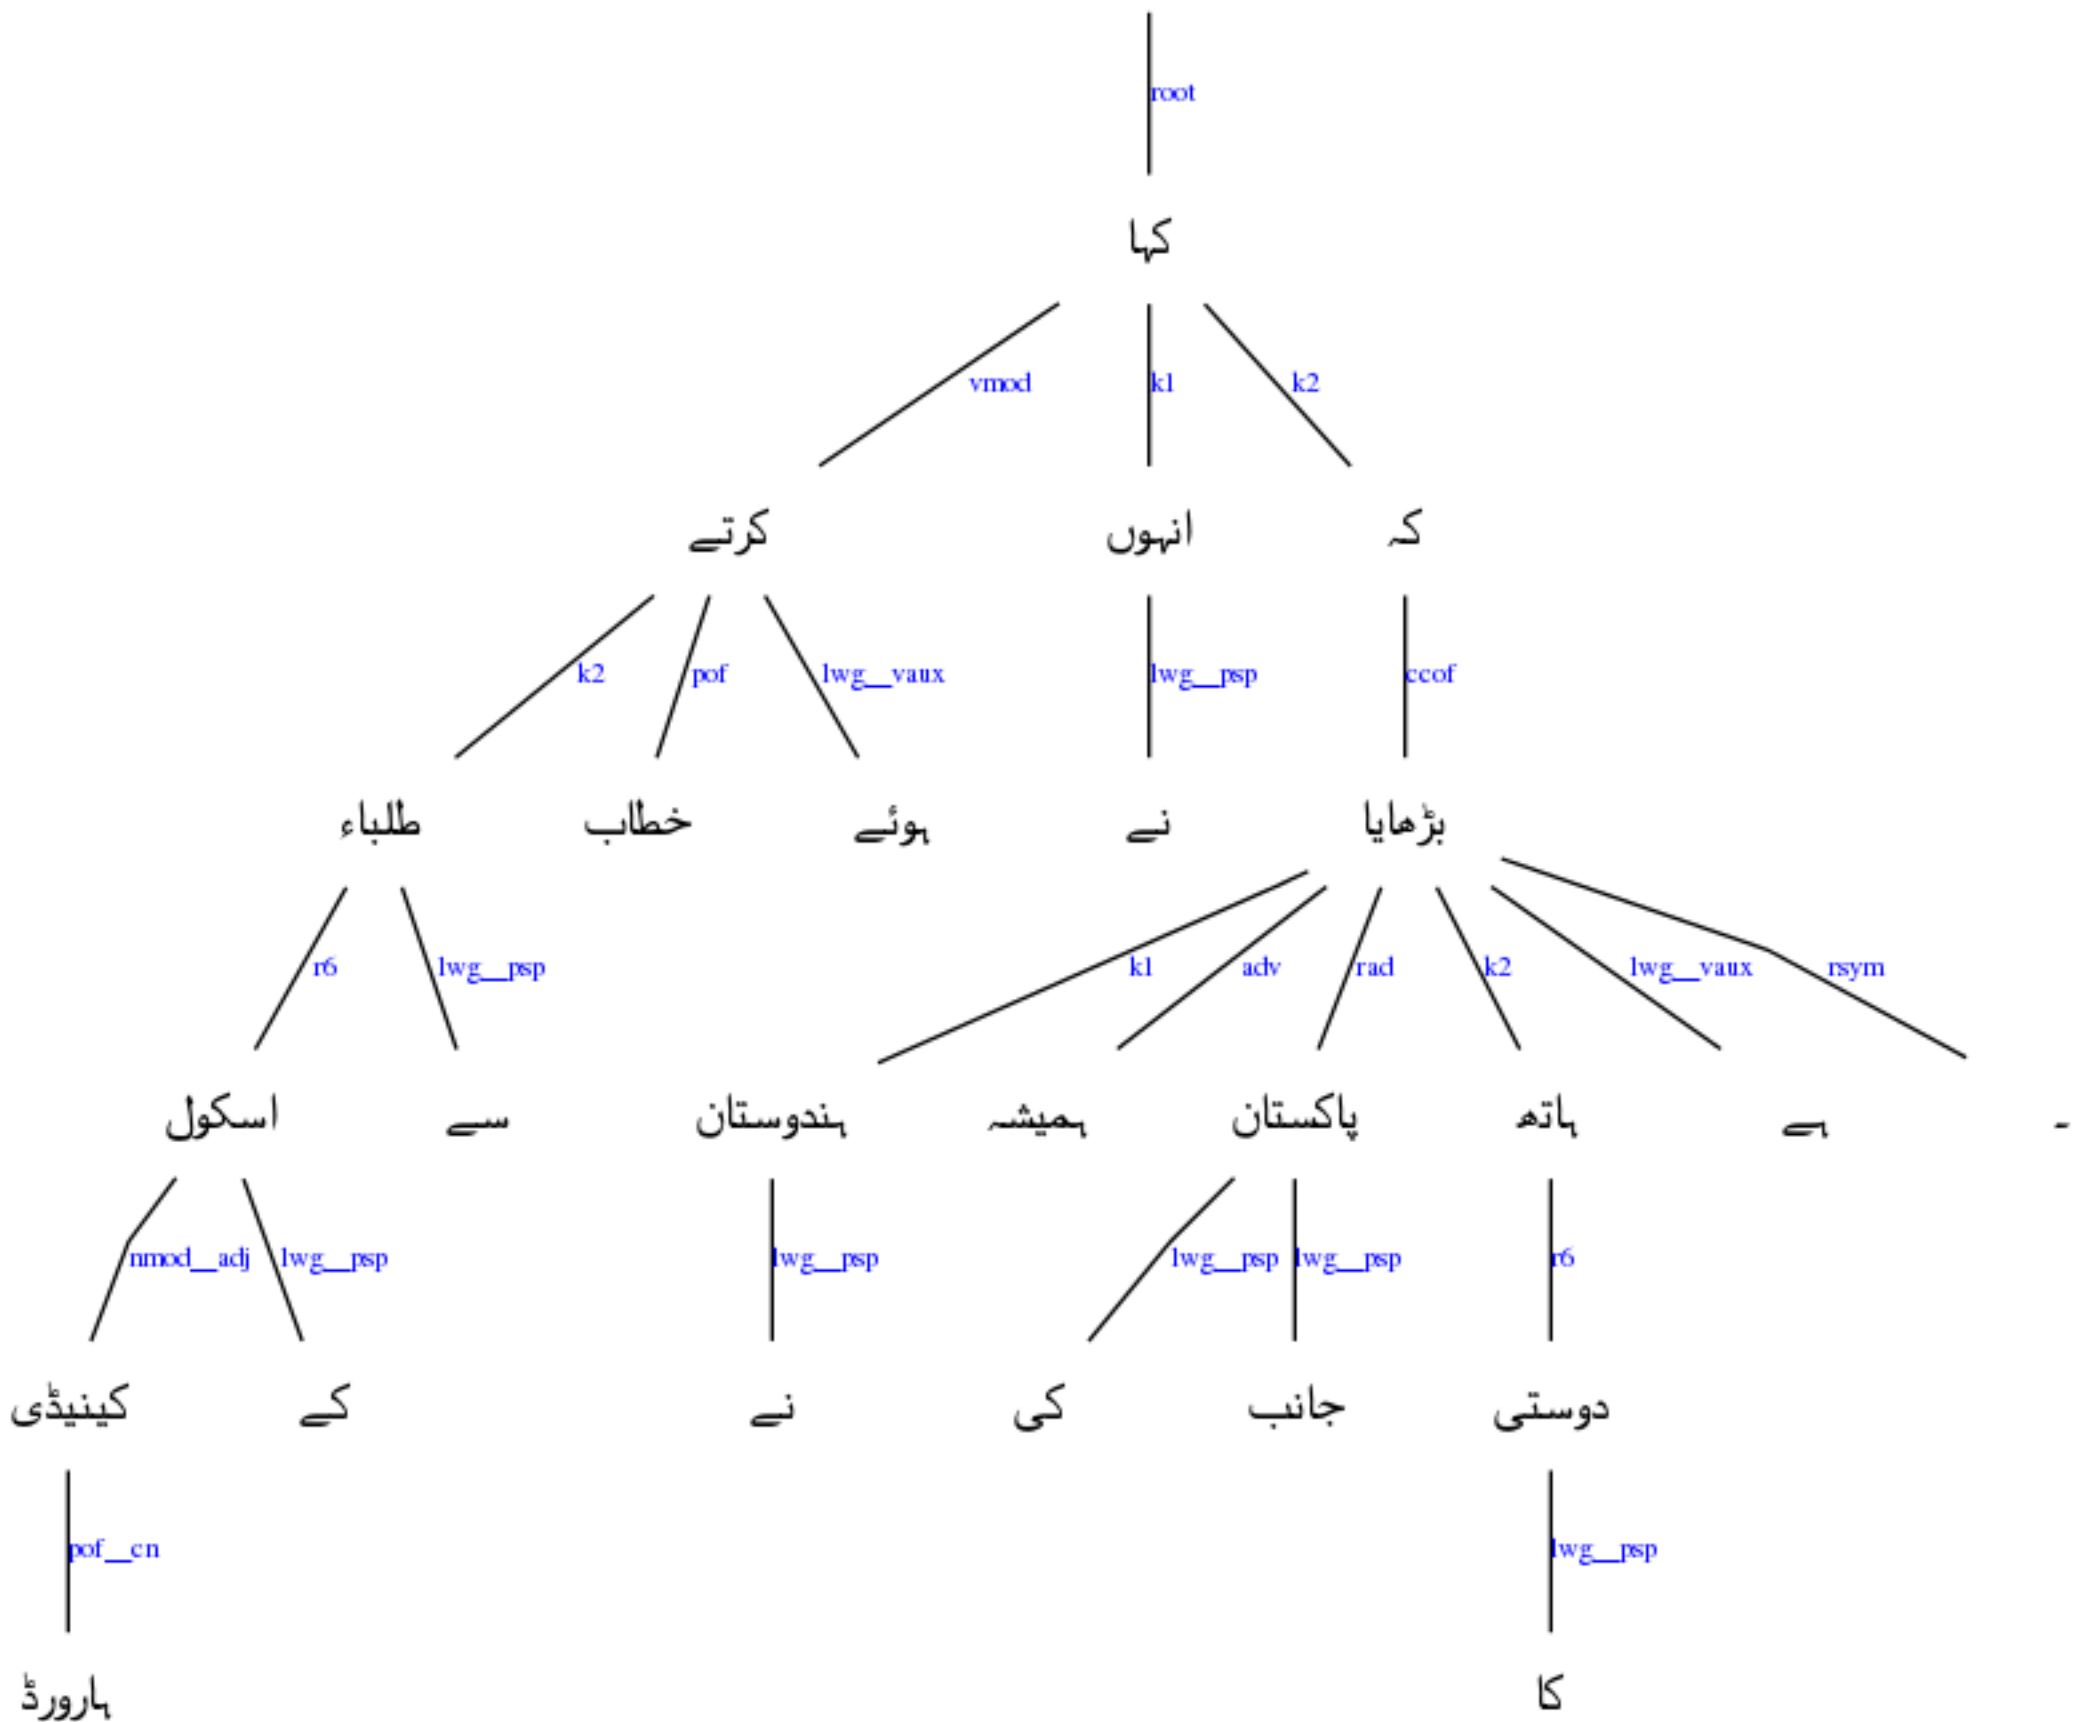 root
کہا
vmod k1 k2
کرتے انہوں کہ
k2 pof lwg__vaux lwg__psp ccof
طلباء خطاب ہوئے نے بڑھایا
r6 lwg__psp k1 adv rad k2 lwg__vaux rsym
اسکول سے ہندوستان ہمیشہ پاکستان ہاتھ ہے ۔
nmod__adj lwg__psp lwg__psp lwg__psp lwg__psp r6
کینیڈی کے نے کی جانب دوستی
pof__cn lwg__psp
ہارورڈ کا